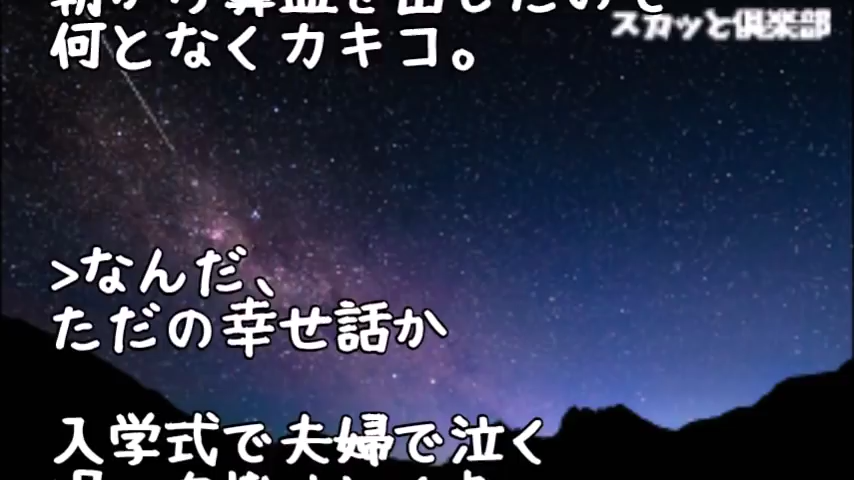 スカッと倶楽部
何となくカキコ。
>なんだ、
ただの幸せ話か
入学式で夫婦で泣く